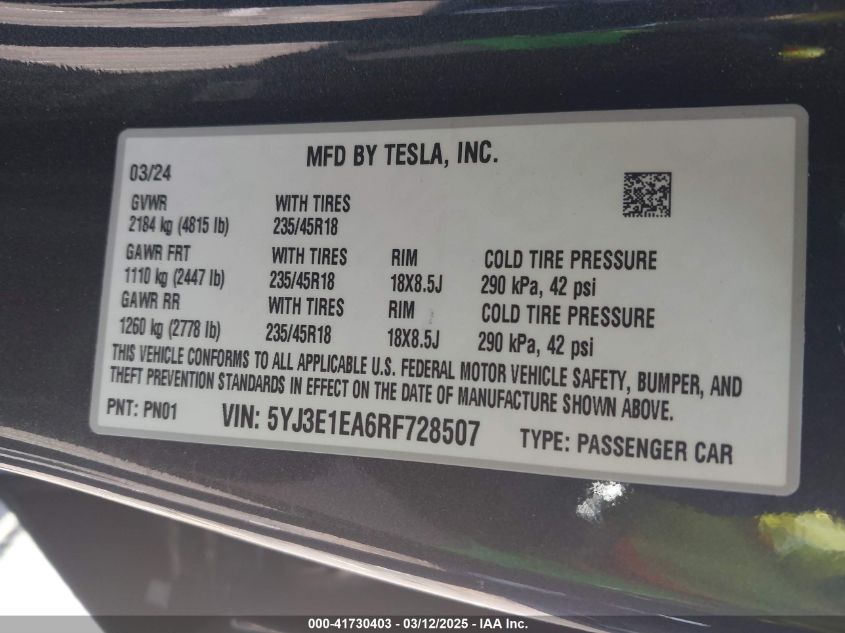 MFD BY TESLA, INC.
03/24
GVWR WITH TIRES
2184 kg (4815 lb) 235/45R18
GAWR FRT WITH TIRES RIM COLD TIRE PRESSURE
1110 kg (2447 lb) 235/45R18 18X8.5J 290 kPa, 42 psi
GAWR RR WITH TIRES RIM COLD TIRE PRESSURE
1260 kg (2778 lb) 235/45R18 18X8.5J 290 kPa, 42 psi
THIS VEHICLE CONFORMS TO ALL APPLICABLE U.S. FEDERAL MOTOR VEHICLE SAFETY, BUMPER, AND
THEFT PREVENTION STANDARDS IN EFFECT ON THE DATE OF MANUFACTURE SHOWN ABOVE.
PNT: PN01 VIN: 5YJ3E1EA6RF728507 TYPE: PASSENGER CAR
000-41730403 - 03/12/2025 - IAA Inc.